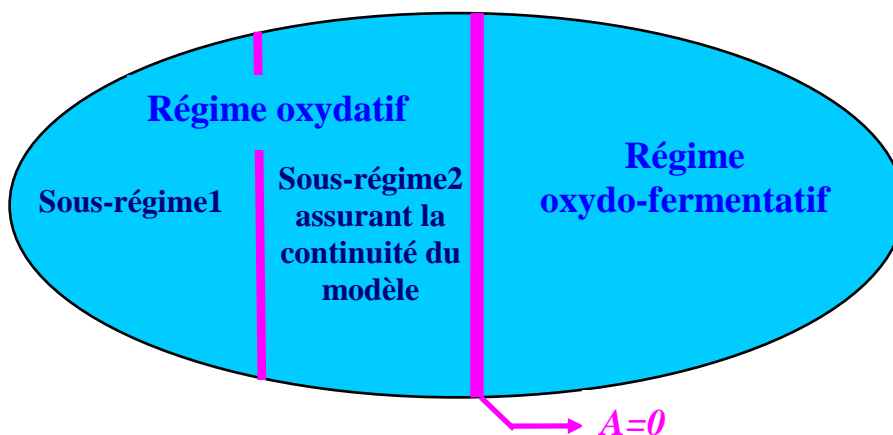 Régime oxydatif
Sous-régime1
Sous-régime2
assurant la
continuité du
modèle
Régime
oxydo-fermentatif
A=0